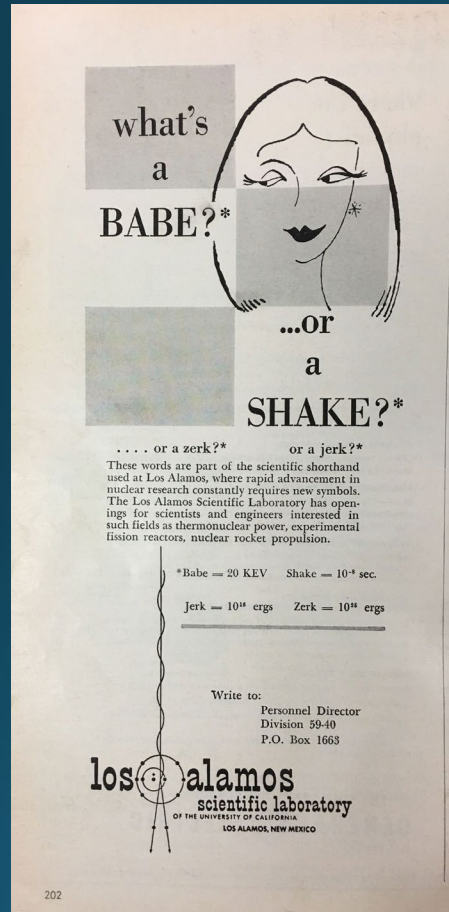 what's
a
BABE?*
...or
a
SHAKE?*
. . . . or a zerk?* or a jerk?*
These words are part of the scientific shorthand
used at Los Alamos, where rapid advancement in
nuclear research constantly requires new symbols.
The Los Alamos Scientific Laboratory has open-
ings for scientists and engineers interested in
such fields as thermonuclear power, experimental
fission reactors, nuclear rocket propulsion.
*Babe = 20 KEV Shake = 10⁻⁸ sec.
Jerk = ergs Zerk = ergs
Write to:
Personnel Director
Division 59-40
P.O. Box 1663
los alamos
scientific laboratory
OF THE UNIVERSITY OF CALIFORNIA
LOS ALAMOS, NEW MEXICO
202